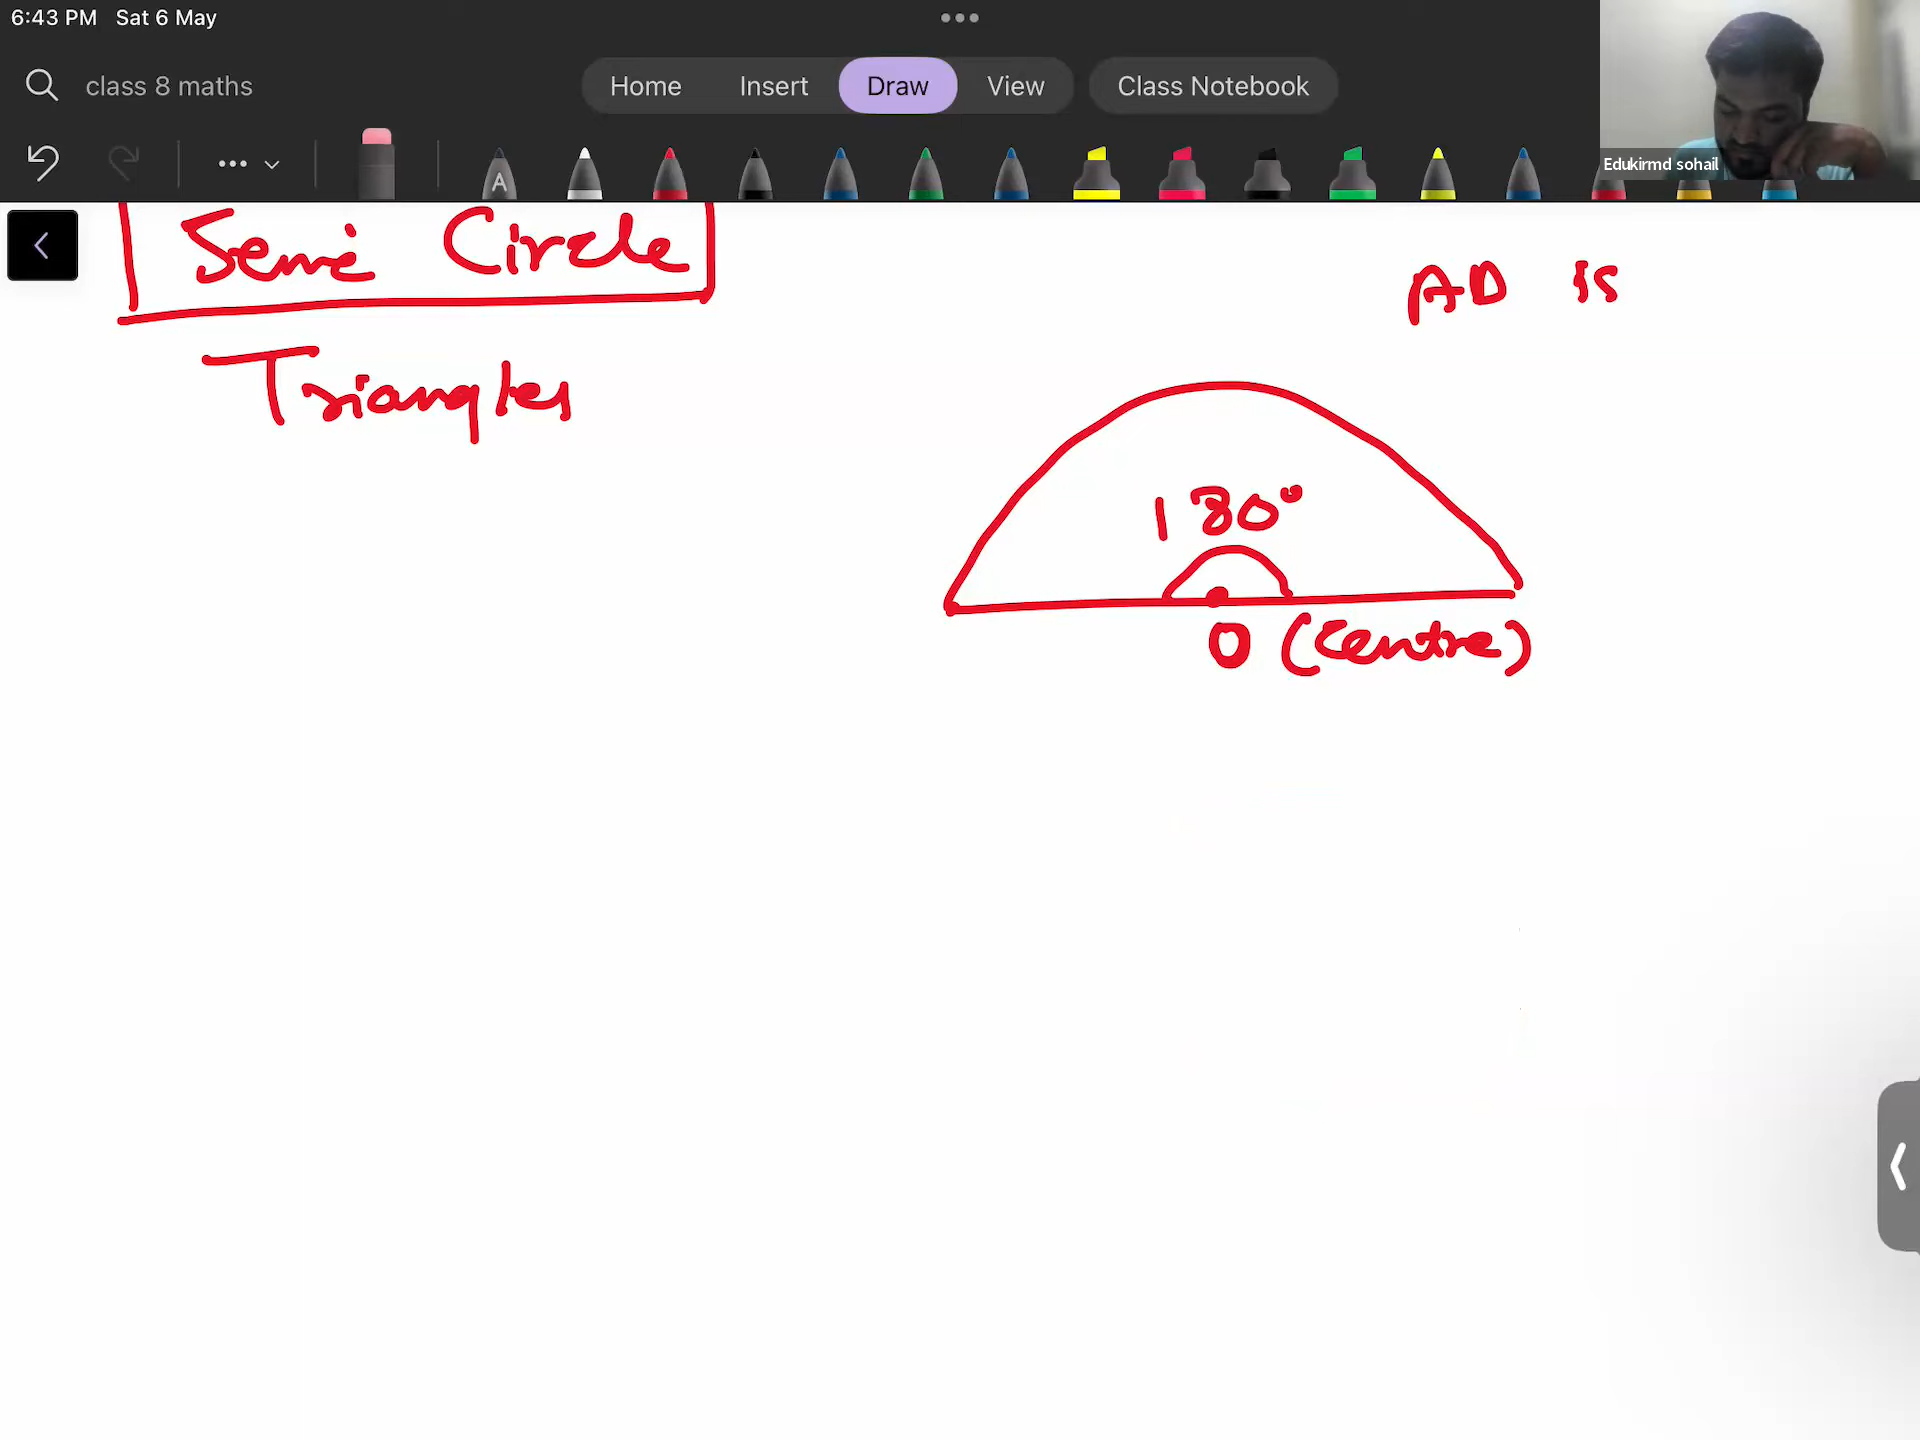 6:43 PM Sat 6 May
class 8 maths
Home Insert Draw View Class Notebook
A
Edukirmd sohail
Semi Circle
AD is
Triangles
180°
O (Centre)